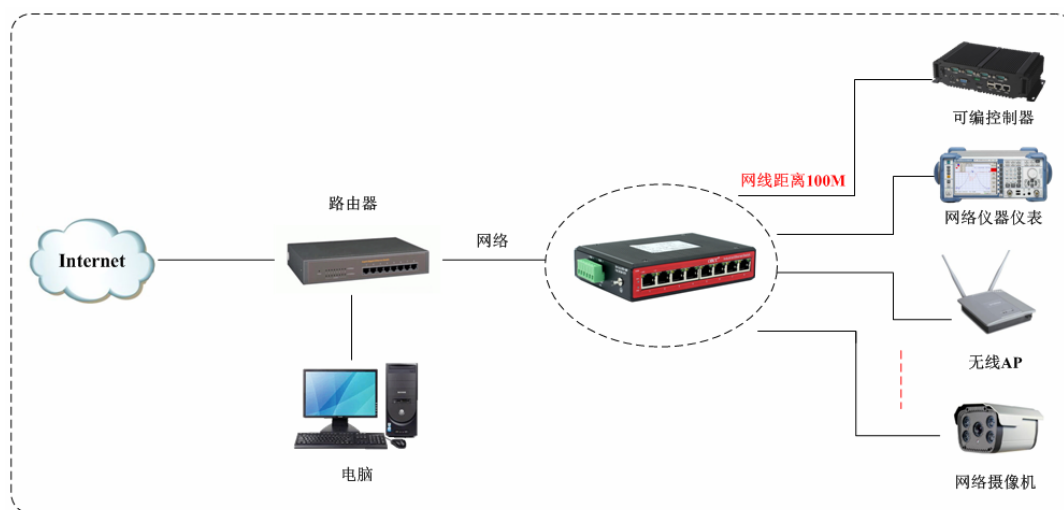 可编控制器
网线距离100M
网络仪器仪表
路由器
网络
Internet
无线AP
电脑
网络摄像机